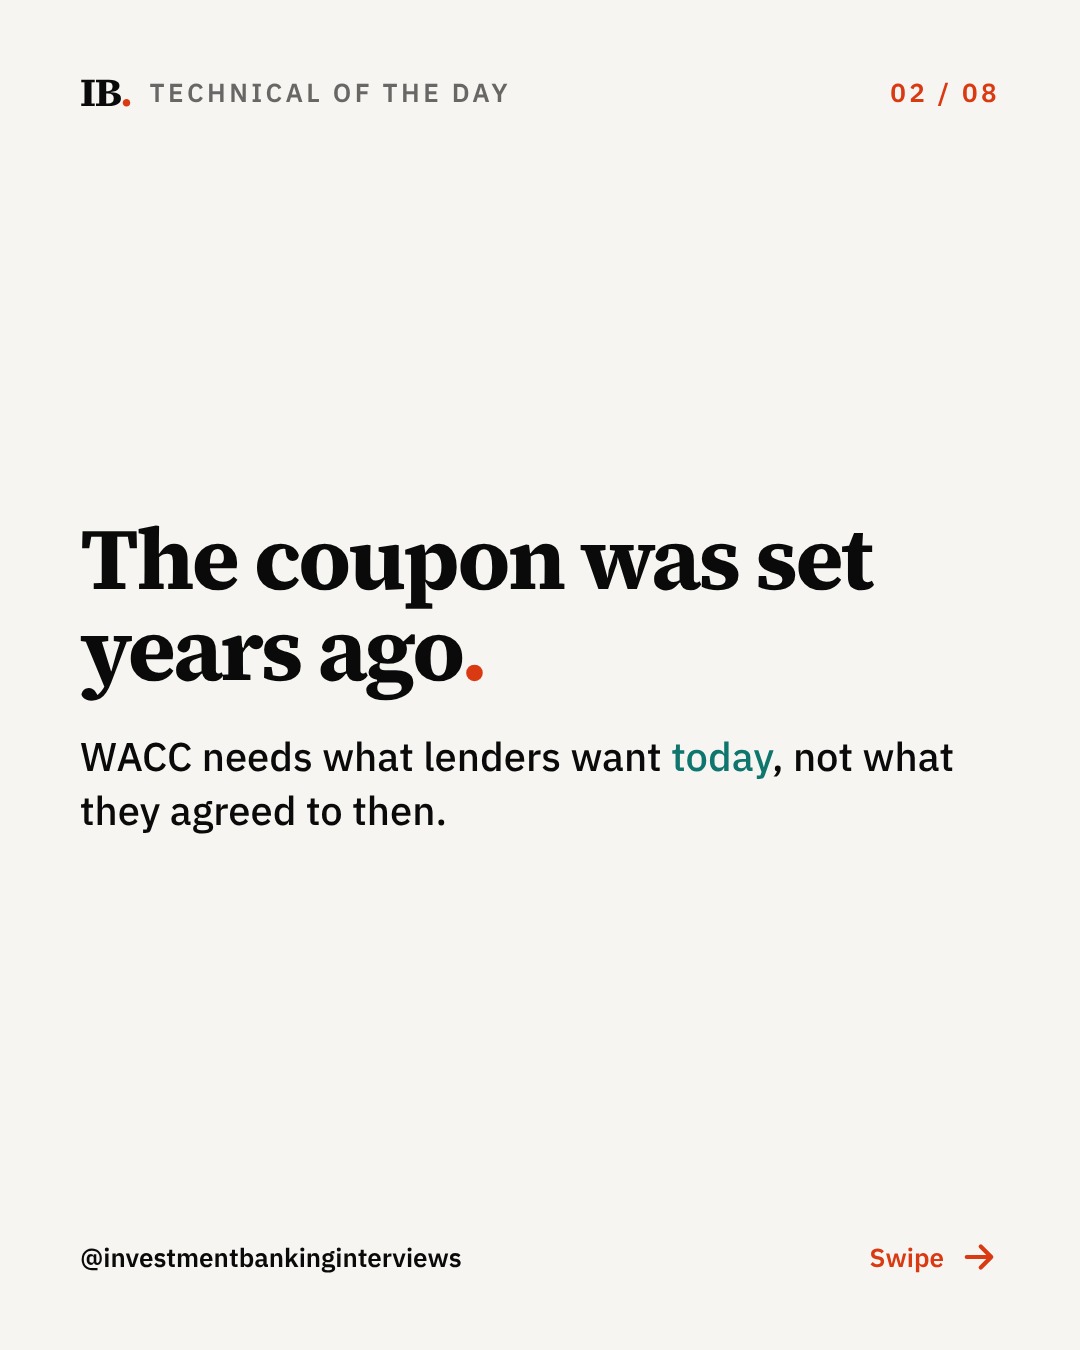 IB. TECHNICAL OF THE DAY
02 / 08
The coupon was set
years ago.
WACC needs what lenders want today, not what
they agreed to then.
@investmentbankinginterviews
Swipe →